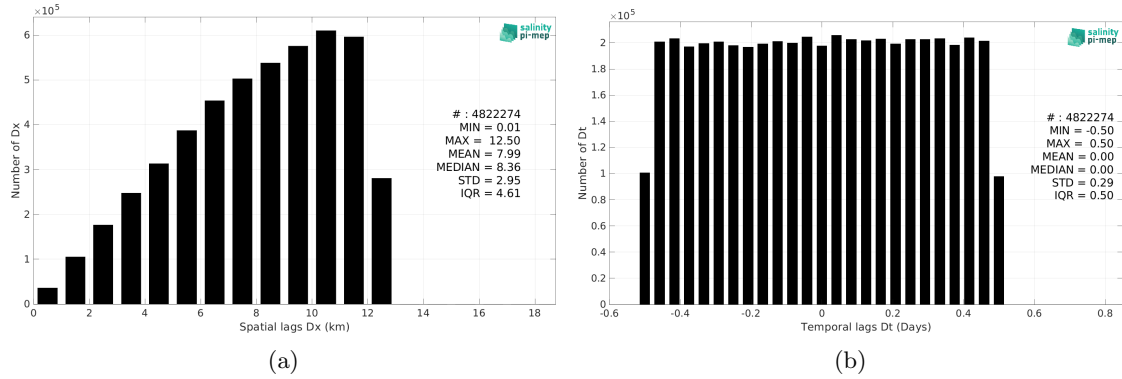 ×10⁵
6
5
4
3
2
1
0
Number of Dx
0 2 4 6 8 10 12 14 16 18
Spatial lags Dx (km)
salinity
pi-mep
# : 4822274
MIN = 0.01
MAX = 12.50
MEAN = 7.99
MEDIAN = 8.36
STD = 2.95
IQR = 4.61
(a)
×10⁵
2
1.8
1.6
1.4
1.2
1
0.8
0.6
0.4
0.2
0
Number of Dt
-0.6 -0.4 -0.2 0 0.2 0.4 0.6 0.8
Temporal lags Dt (Days)
salinity
pi-mep
# : 4822274
MIN = -0.50
MAX = 0.50
MEAN = 0.00
MEDIAN = 0.00
STD = 0.29
IQR = 0.50
(b)